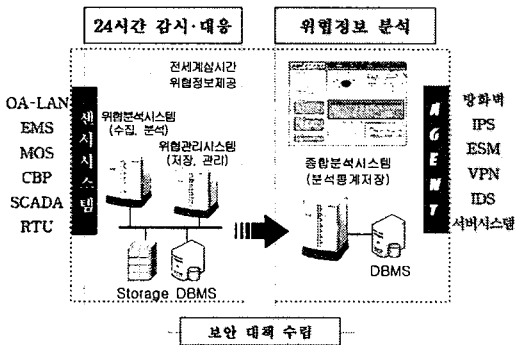 24시간 감시·대응
위협정보 분석
전세계실시간
위협정보제공
OA-LAN
EMS
MOS
CBP
SCADA
RTU
센서시스템
위협분석시스템
(수집, 분석)
위협관리시스템
(저장, 관리)
Storage DBMS
종합분석시스템
(분석통계저장)
DBMS
AGENT
방화벽
IPS
ESM
VPN
IDS
서버시스템
보안 대책 수립